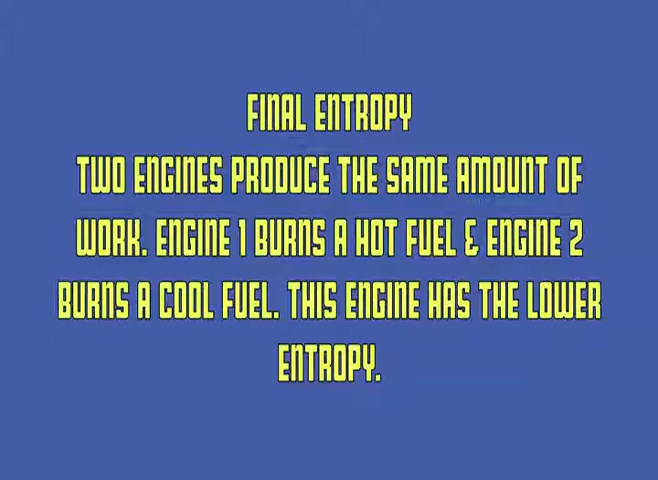 FINAL ENTROPY
TWO ENGINES PRODUCE THE SAME AMOUNT OF
WORK. ENGINE 1 BURNS A HOT FUEL & ENGINE 2
BURNS A COOL FUEL. THIS ENGINE HAS THE LOWER
ENTROPY.